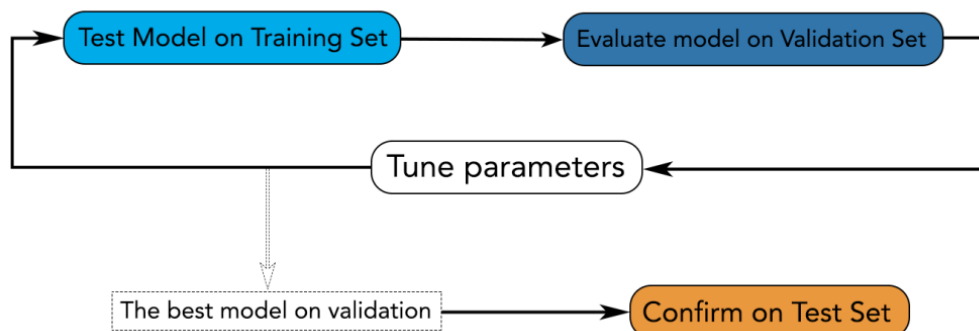 Test Model on Training Set
Evaluate model on Validation Set
Tune parameters
The best model on validation
Confirm on Test Set